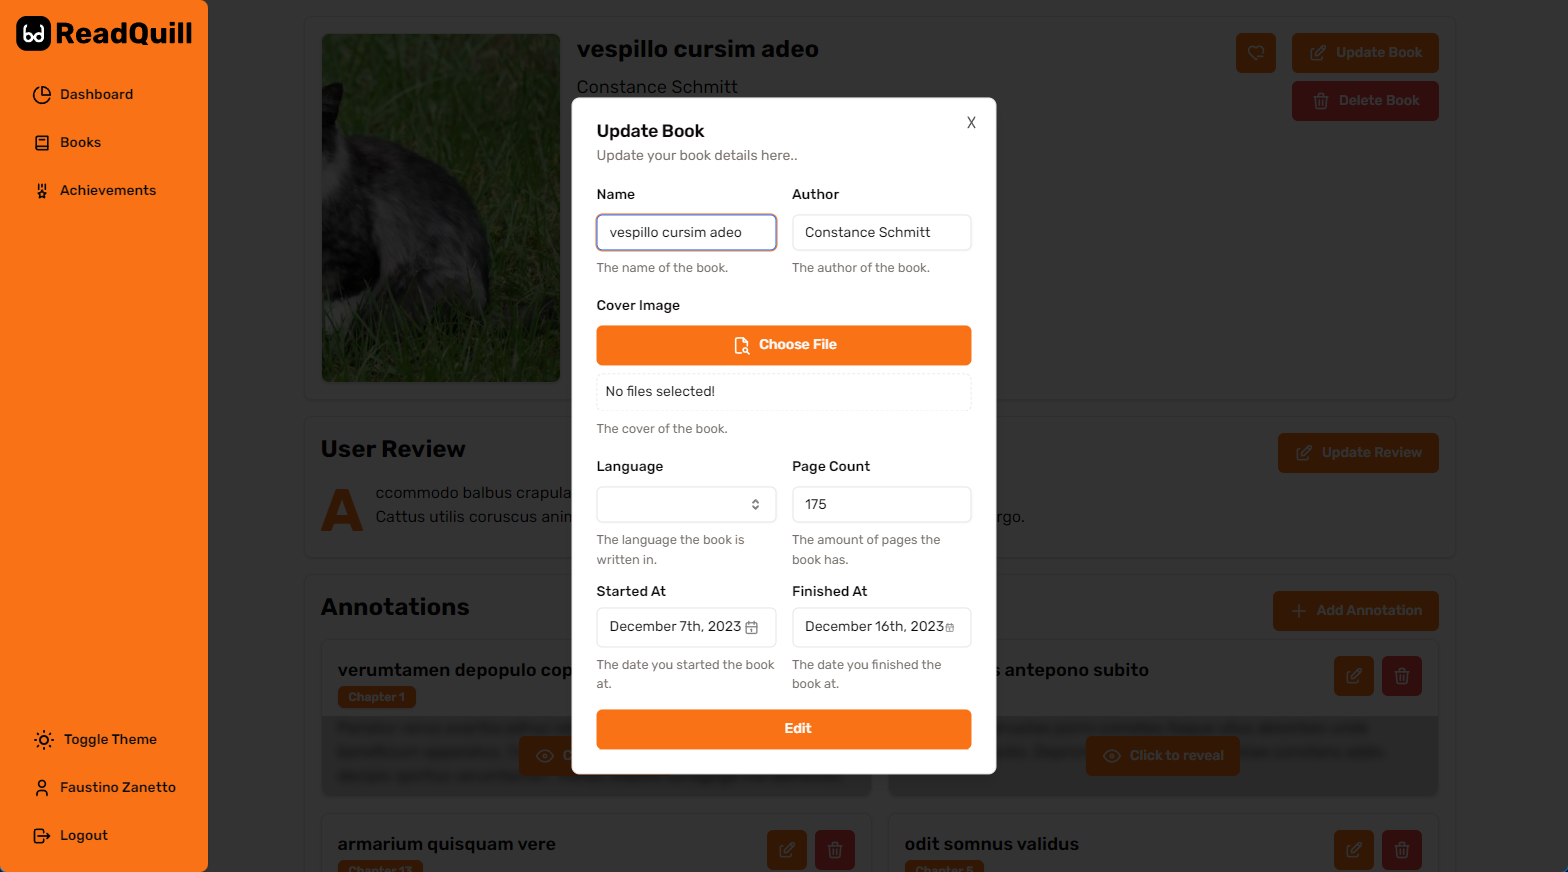 ReadQuill
Dashboard
Books
Achievements
Toggle Theme
Faustino Zanetto
Logout
vespillo cursim adeo
Constance Schmitt
Update Book
Delete Book
Update Book
X
Update your book details here..
Name
Author
vespillo cursim adeo
Constance Schmitt
The name of the book.
The author of the book.
Cover Image
Choose File
No files selected!
The cover of the book.
Language
Page Count
175
The language the book is
written in.
The amount of pages the
book has.
Started At
Finished At
December 7th, 2023
December 16th, 2023
The date you started the book
at.
The date you finished the
book at.
Edit
User Review
Update Review
Accommodo balbus crapula
Cattus utilis coruscus
rgo.
Annotations
Add Annotation
verumtamen depopulo
Chapter 1
antepono subito
Click to reveal
armarium quisquam vere
Chapter 13
odit somnus validus
Chapter 5